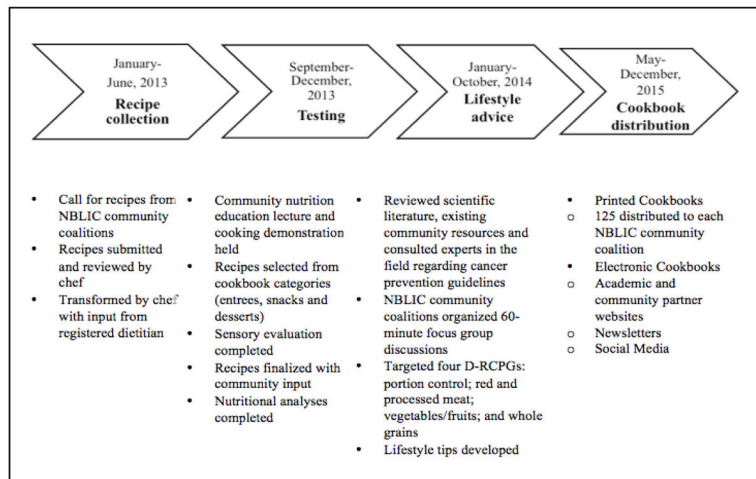 January-
June, 2013
Recipe
collection
September-
December,
2013
Testing
January-
October, 2014
Lifestyle
advice
May-
December,
2015
Cookbook
distribution
• Call for recipes from
NBLIC community
coalitions
• Recipes submitted
and reviewed by
chef
• Transformed by chef
with input from
registered dietitian
• Community nutrition
education lecture and
cooking demonstration
held
• Recipes selected from
cookbook categories
(entrees, snacks and
desserts)
• Sensory evaluation
completed
• Recipes finalized with
community input
• Nutritional analyses
completed
• Reviewed scientific
literature, existing
community resources and
consulted experts in the
field regarding cancer
prevention guidelines
• NBLIC community
coalitions organized 60-
minute focus group
discussions
• Targeted four D-RCPGs:
portion control; red and
processed meat;
vegetables/fruits; and whole
grains
• Lifestyle tips developed
• Printed Cookbooks
o 125 distributed to each
NBLIC community
coalition
• Electronic Cookbooks
o Academic and
community partner
websites
o Newsletters
o Social Media